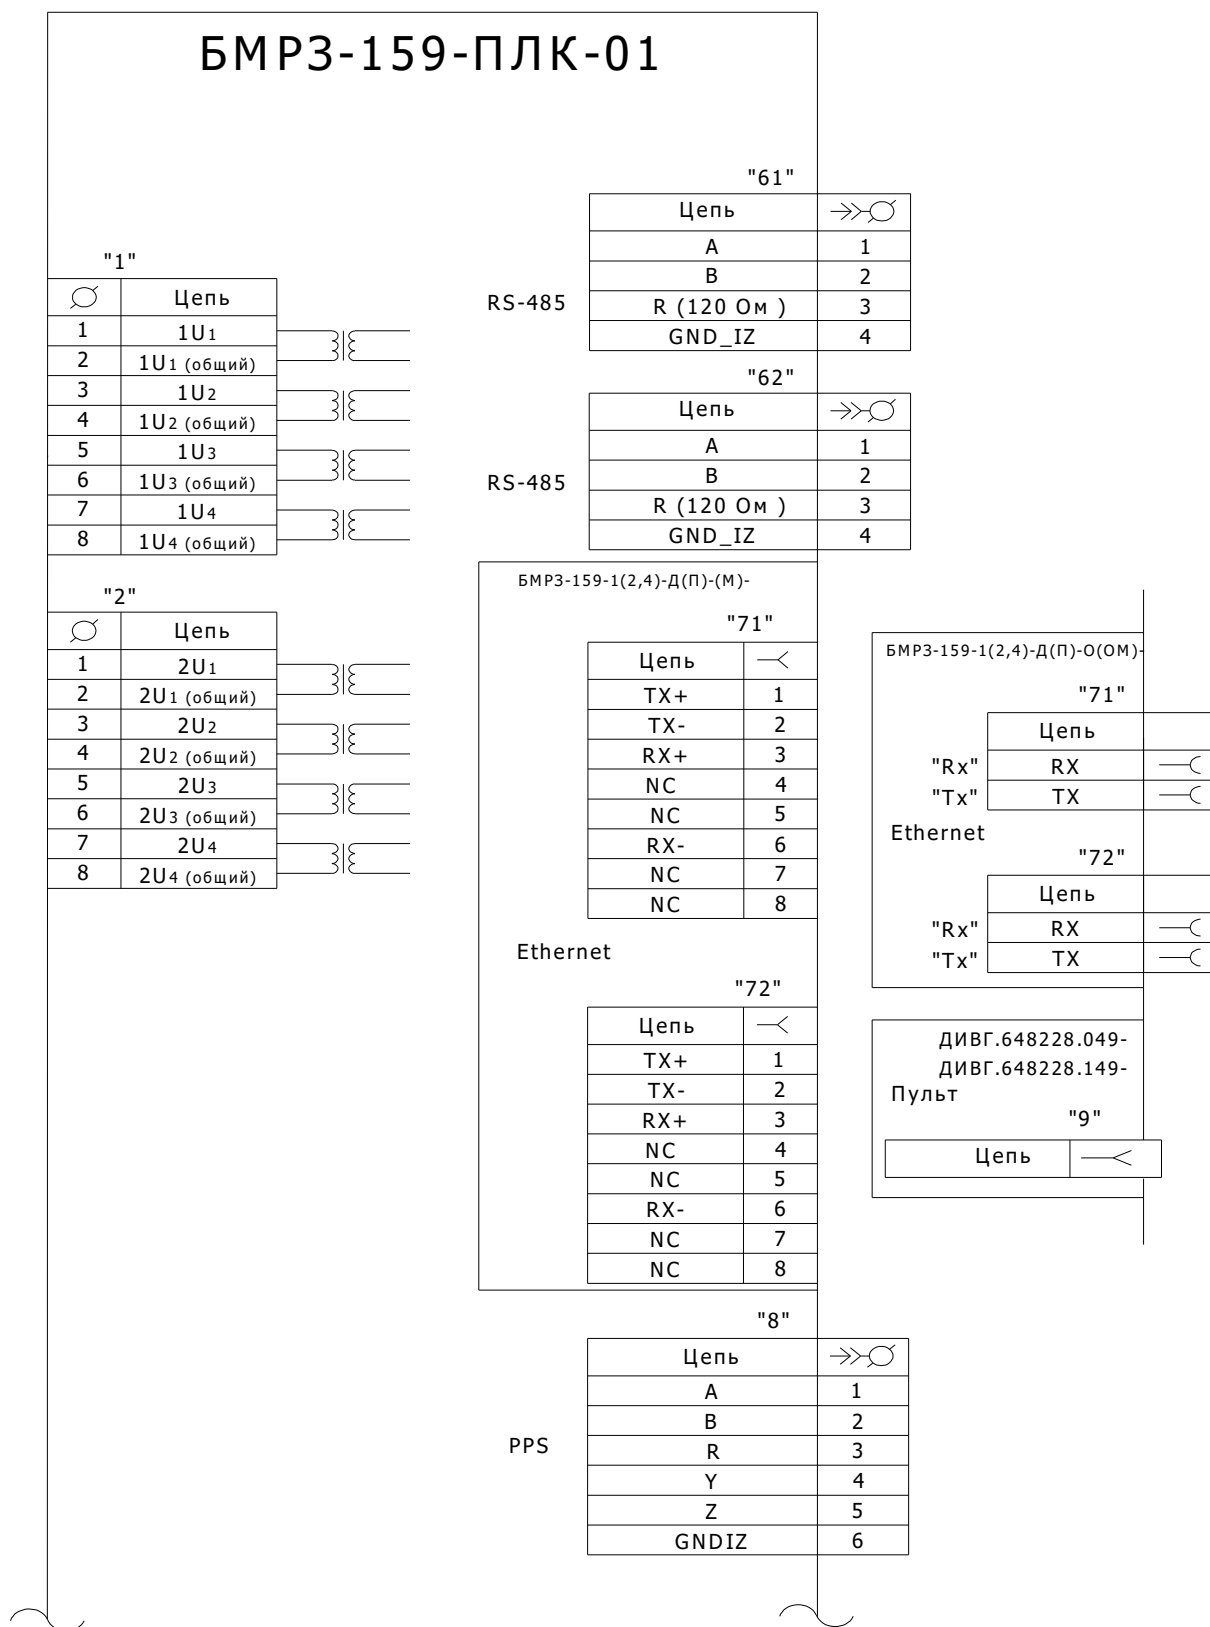 БМРЗ-159-ПЛК-01
"1"
Цепь
1 1U1
2 1U1 (общий)
3 1U2
4 1U2 (общий)
5 1U3
6 1U3 (общий)
7 1U4
8 1U4 (общий)
"2"
Цепь
1 2U1
2 2U1 (общий)
3 2U2
4 2U2 (общий)
5 2U3
6 2U3 (общий)
7 2U4
8 2U4 (общий)
"61"
Цепь
A 1
B 2
R (120 Ом ) 3
GND_IZ 4
RS-485
"62"
Цепь
A 1
B 2
R (120 Ом ) 3
GND_IZ 4
RS-485
БМРЗ-159-1(2,4)-Д(П)-(М)-
"71"
Цепь
TX+ 1
TX- 2
RX+ 3
NC 4
NC 5
RX- 6
NC 7
NC 8
Ethernet
"72"
Цепь
TX+ 1
TX- 2
RX+ 3
NC 4
NC 5
RX- 6
NC 7
NC 8
"8"
Цепь
A 1
B 2
R 3
Y 4
Z 5
GNDIZ 6
PPS
БМРЗ-159-1(2,4)-Д(П)-О(ОМ)-
"71"
Цепь
"Rx" RX
"Tx" TX
Ethernet
"72"
Цепь
"Rx" RX
"Tx" TX
ДИВГ.648228.049-
ДИВГ.648228.149-
Пульт
"9"
Цепь